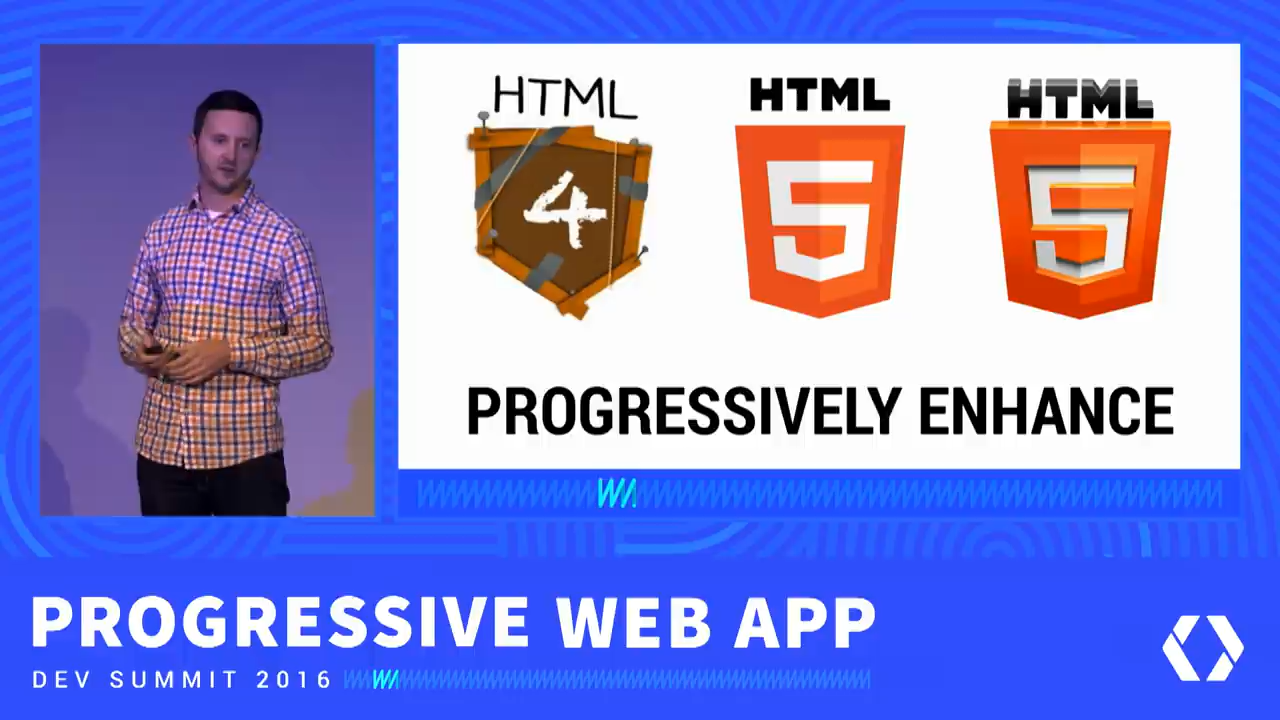 HTML
4
HTML
5
HTML
5
PROGRESSIVELY ENHANCE
PROGRESSIVE WEB APP
DEV SUMMIT 2016